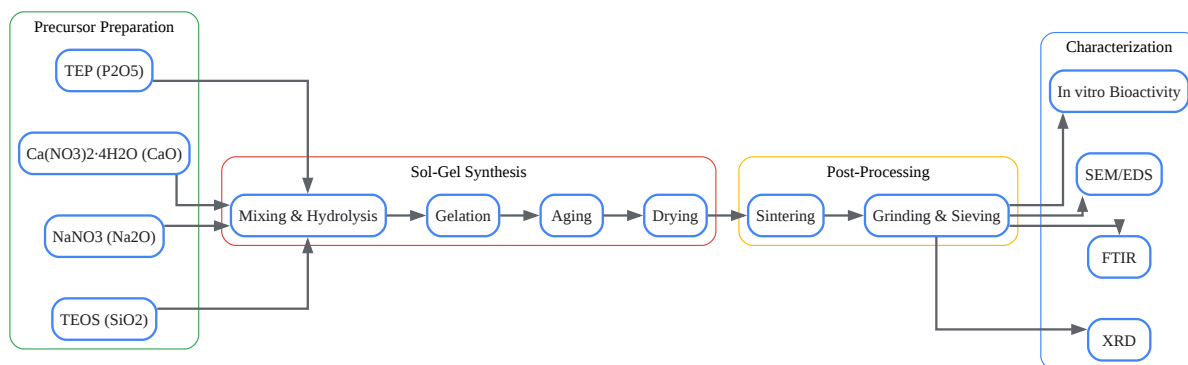 Precursor Preparation
TEP (P2O5)
Ca(NO3)2·4H2O (CaO)
NaNO3 (Na2O)
TEOS (SiO2)
Sol-Gel Synthesis
Mixing & Hydrolysis
Gelation
Aging
Drying
Post-Processing
Sintering
Grinding & Sieving
Characterization
In vitro Bioactivity
SEM/EDS
FTIR
XRD